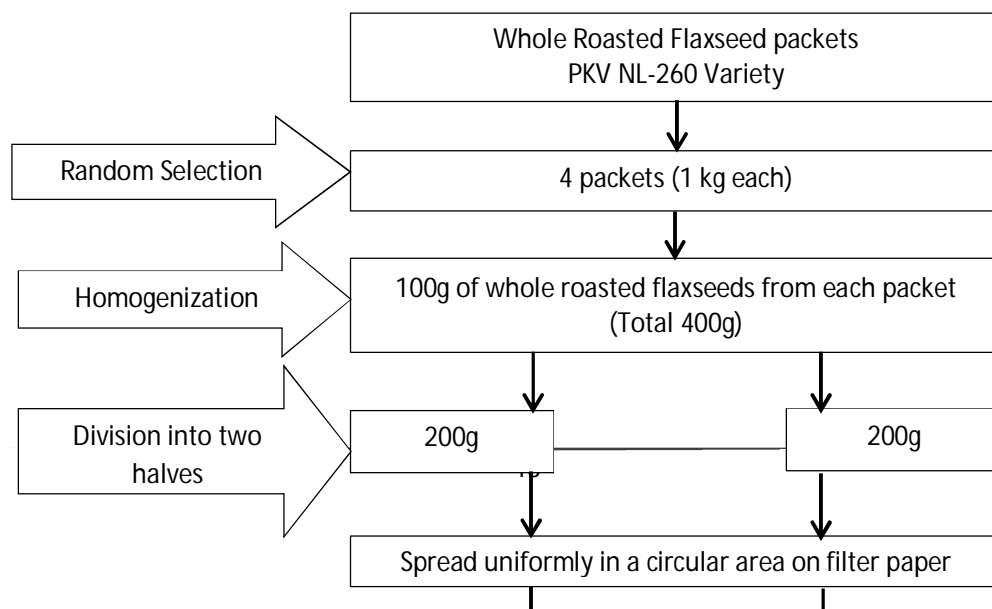 Whole Roasted Flaxseed packets
PKV NL-260 Variety
Random Selection
4 packets (1 kg each)
Homogenization
100g of whole roasted flaxseeds from each packet
(Total 400g)
Division into two
halves
200g
200g
Spread uniformly in a circular area on filter paper